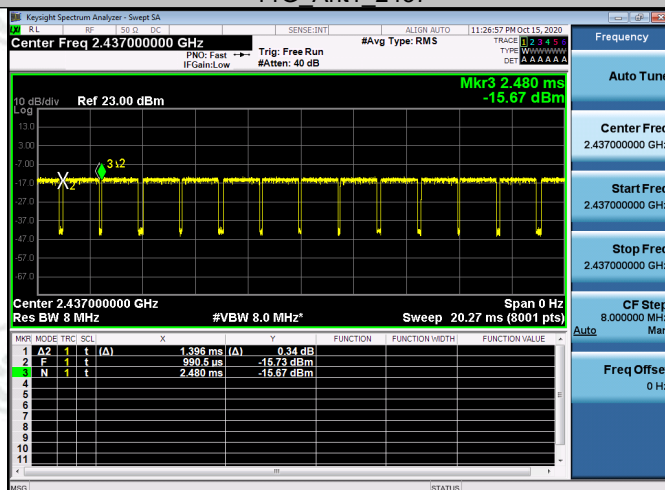 Keysight Spectrum Analyzer - Swept SA
RL RF 50 Ω DC SENSE:INT ALIGN AUTO 11:26:57 PM Oct 15, 2020
Center Freq 2.437000000 GHz
PNO: Fast
IFGain:Low
Trig: Free Run
#Atten: 40 dB
#Avg Type: RMS
TRACE 1 2 3 4 5 6
TYPE WWWWWW
DET A A A A A A
Frequency
Mkr3 2.480 ms
-15.67 dBm
10 dB/div Ref 23.00 dBm
Log
13.0
3.00
-7.00
-17.0
-27.0
-37.0
-47.0
-57.0
-67.0
2
Center 2.437000000 GHz Span 0 Hz
Res BW 8 MHz #VBW 8.0 MHz* Sweep 20.27 ms (8001 pts)
MKR MODE TRC SCL X Y FUNCTION FUNCTION WIDTH FUNCTION VALUE
1 Δ2 1 t (Δ) 1.396 ms (Δ) 0.34 dB
2 F 1 t 990.5 µs -15.73 dBm
3 N 1 t 2.480 ms -15.67 dBm
4
5
6
7
8
9
10
11
MSG STATUS
Auto Tune
Center Freq
2.437000000 GHz
Start Freq
2.437000000 GHz
Stop Freq
2.437000000 GHz
CF Step
8.000000 MHz
Auto Man
Freq Offset
0 Hz